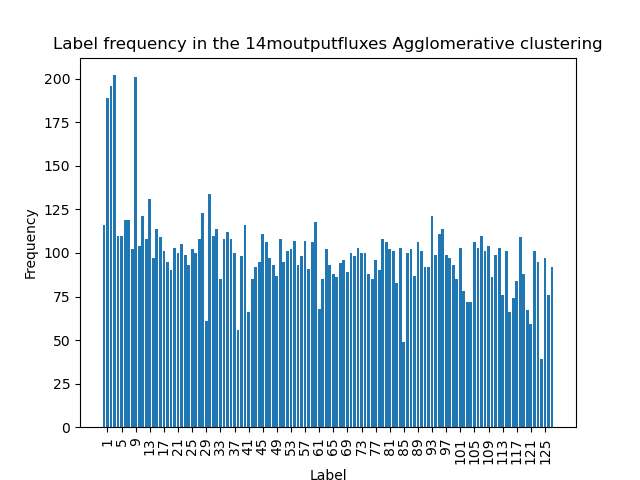 Label frequency in the 14moutputfluxes Agglomerative clustering
200
175
150
125
100
75
50
25
0
Frequency
1 5 9 13 17 21 25 29 33 37 41 45 49 53 57 61 65 69 73 77 81 85 89 93 97 101 105 109 113 117 121 125
Label